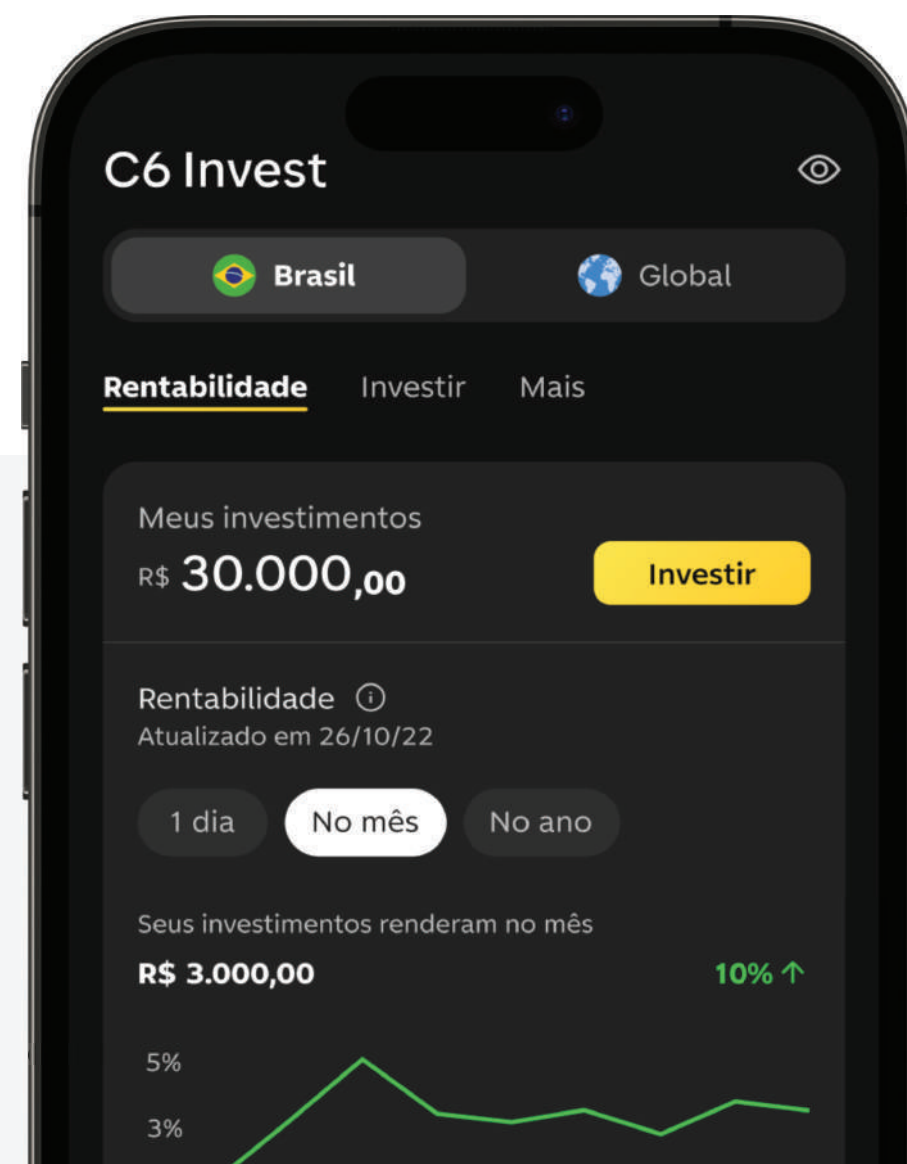 C6 Invest
Brasil Global
Rentabilidade Investir Mais
Meus investimentos
R$ 30.000,00 Investir
Rentabilidade
Atualizado em 26/10/22
1 dia No mês No ano
Seus investimentos renderam no mês
R$ 3.000,00 10% ↑
5%
3%